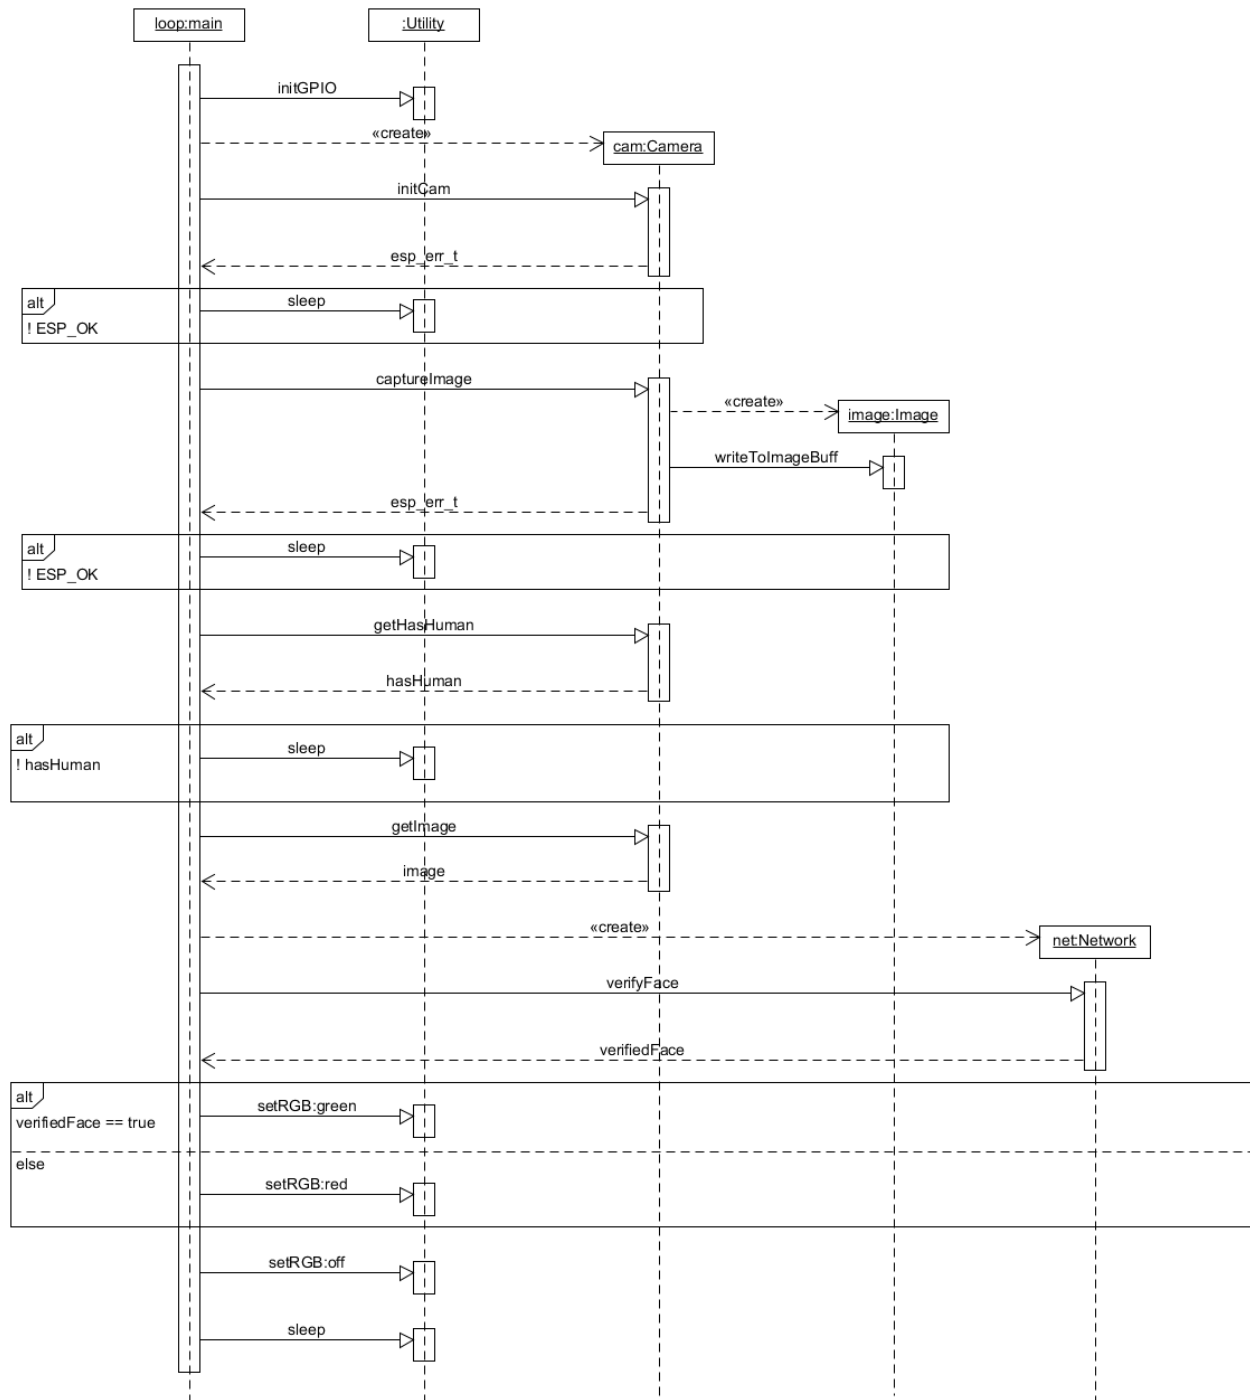 loop:main
:Utility
initGPIO
«create»
cam:Camera
initCam
esp_err_t
alt
sleep
! ESP_OK
captureImage
«create»
image:Image
writeToImageBuff
esp_err_t
alt
sleep
! ESP_OK
getHasHuman
hasHuman
alt
sleep
! hasHuman
getImage
image
«create»
net:Network
verifyFace
verifiedFace
alt
setRGB:green
verifiedFace == true
else
setRGB:red
setRGB:off
sleep